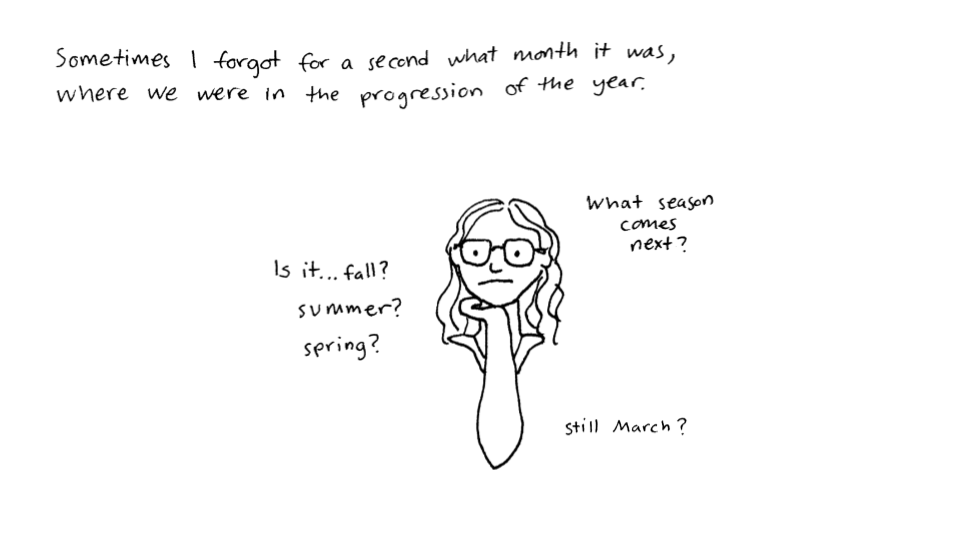 Sometimes I forgot for a second what month it was,
where we were in the progression of the year.
What season
comes
next?
Is it... fall?
summer?
spring?
still March?